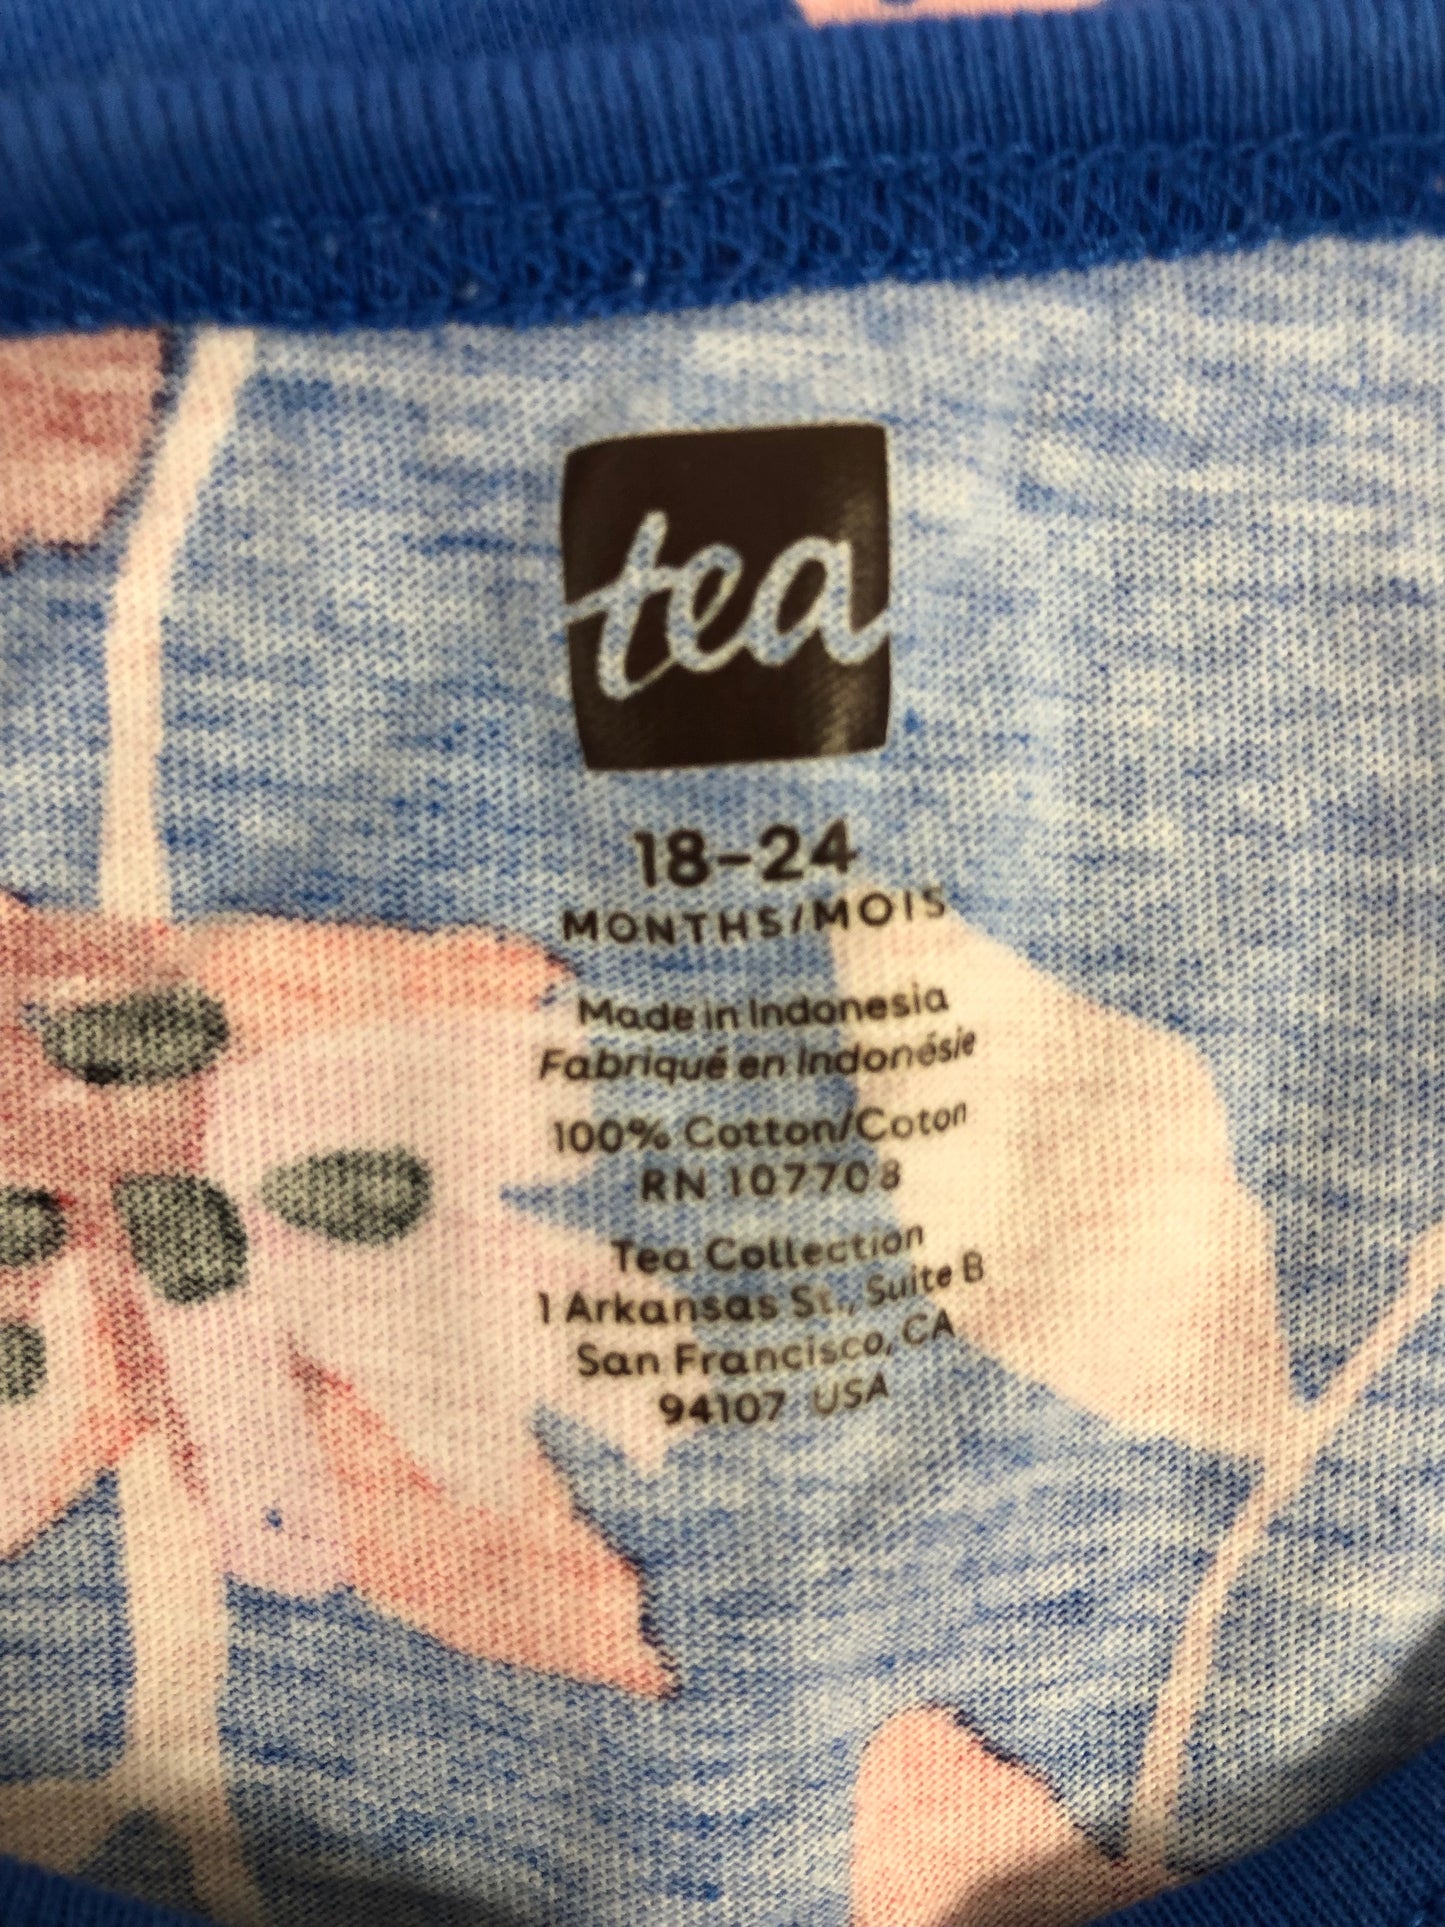 tea
18-24
MONTHS/MOIS
Made in Indonesia
Fabriqué en Indonésie
100% Cotton/Coton
RN 107708
Tea Collection
1 Arkansas St., Suite B
San Francisco, CA
94107 USA